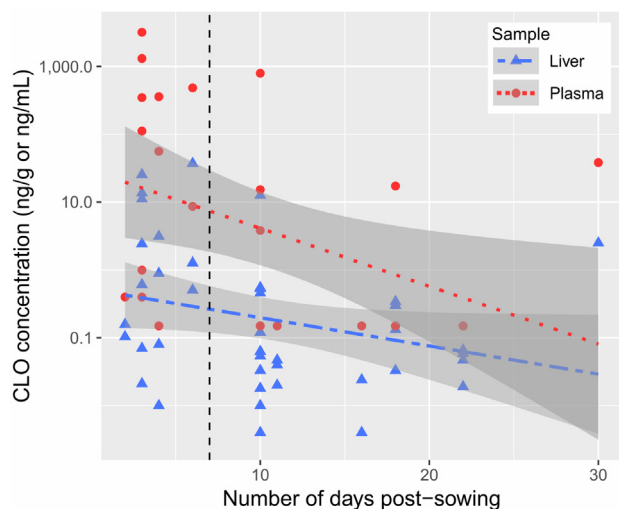 Sample
Liver
Plasma
CLO concentration (ng/g or ng/mL)
1,000.0
10.0
0.1
10
20
30
Number of days post−sowing